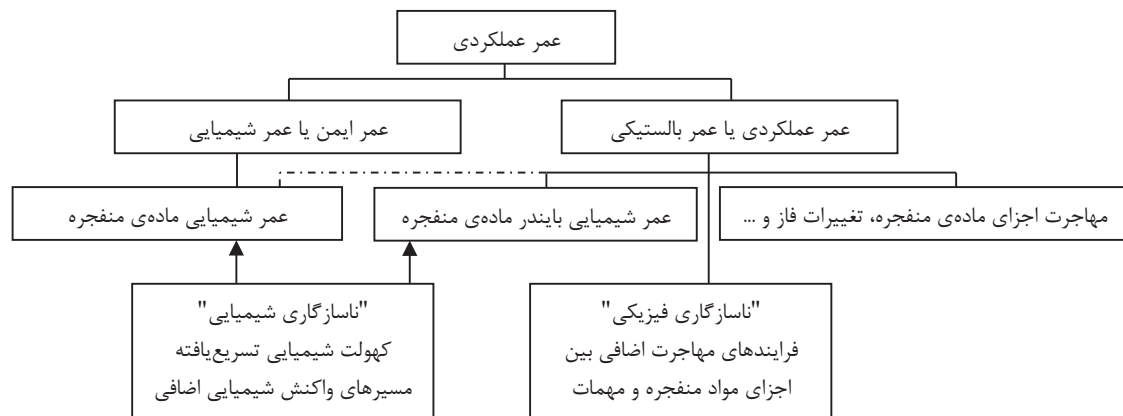 عمر عملکردی
عمر عملکردی یا عمر بالستیکی
عمر ایمن یا عمر شیمیایی
مهاجرت اجزای ماده‌ی منفجره، تغییرات فاز و ...
عمر شیمیایی بایندر ماده‌ی منفجره
عمر شیمیایی ماده‌ی منفجره
"ناسازگاری فیزیکی"
فرایندهای مهاجرت اضافی بین
اجزای مواد منفجره و مهمات
"ناسازگاری شیمیایی"
کهولت شیمیایی تسریع‌یافته
مسیرهای واکنش شیمیایی اضافی